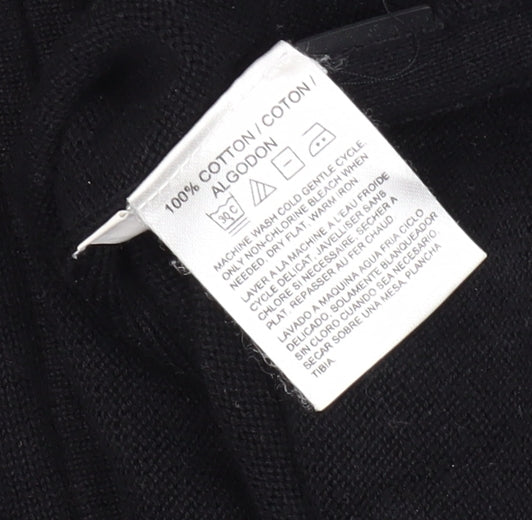 100% COTTON / COTON /
ALGODON
30 C
MACHINE WASH COLD GENTLE CYCLE.
ONLY NON-CHLORINE BLEACH WHEN
NEEDED. DRY FLAT. WARM IRON.
LAVER A LA MACHINE A L'EAU FROIDE
CYCLE DELICAT. JAVELLISER SANS
CHLORE SI NECESSAIRE. SECHER A
PLAT. REPASSER AU FER CHAUD
LAVADO A MAQUINA AGUA FRIA CICLO
DELICADO. SOLAMENTE BLANQUEADOR
SIN CLORO CUANDO SEA NECESARIO.
SECAR SOBRE UNA MESA. PLANCHA
TIBIA.